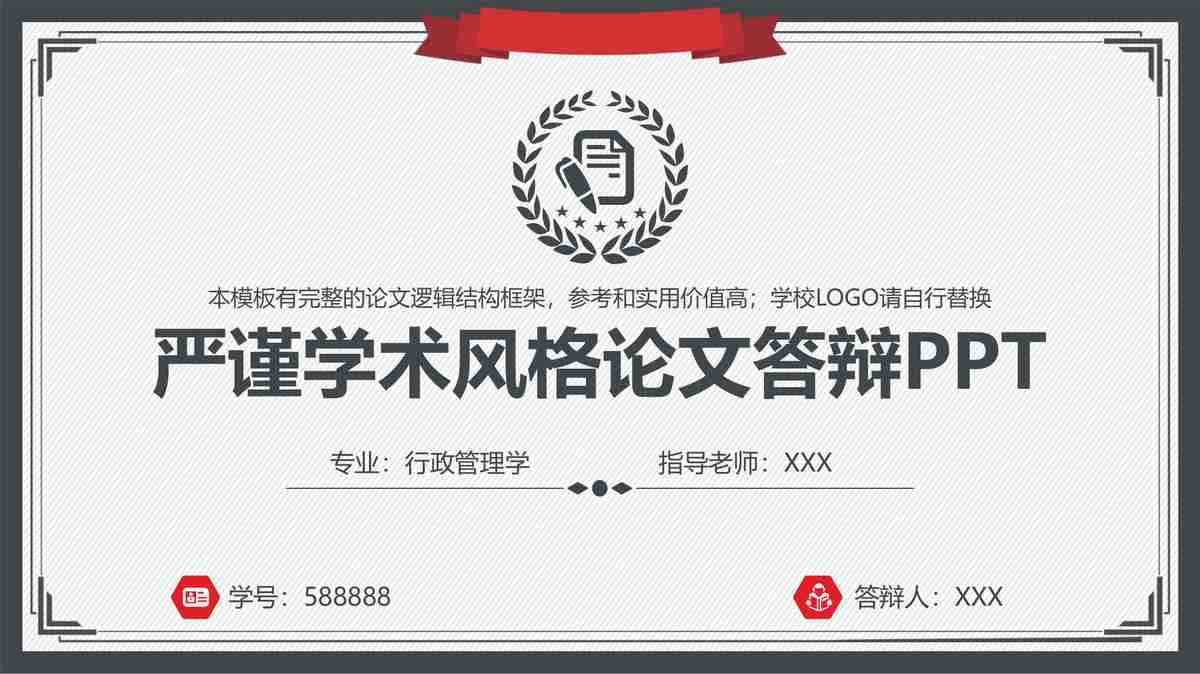 本模板有完整的论文逻辑结构框架，参考和实用价值高；学校LOGO请自行替换
严谨学术风格论文答辩PPT
专业：行政管理学 指导老师：XXX
学号：588888 答辩人：XXX